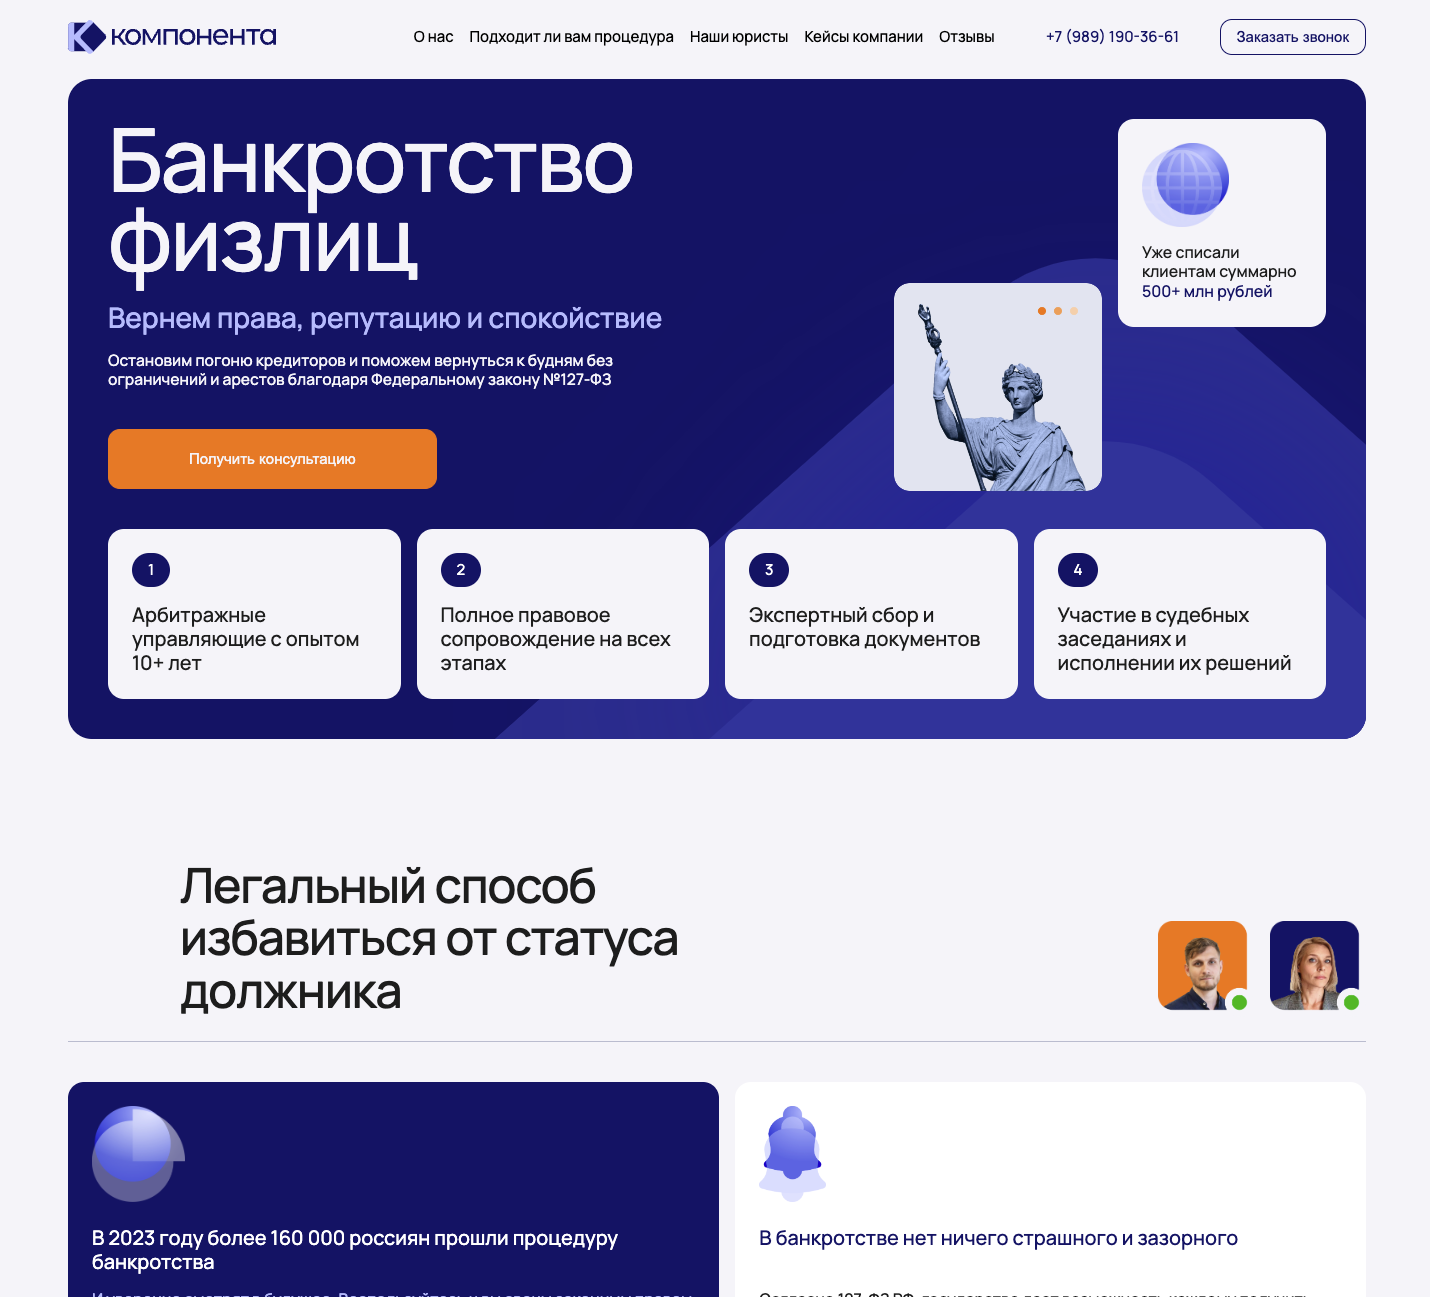 компонента
О нас Подходит ли вам процедура Наши юристы Кейсы компании Отзывы +7 (989) 190-36-61 Заказать звонок
Банкротство
физлиц
Вернем права, репутацию и спокойствие
Остановим погоню кредиторов и поможем вернуться к будням без
ограничений и арестов благодаря Федеральному закону №127-ФЗ
Получить консультацию
Уже списали
клиентам суммарно
500+ млн рублей
1
Арбитражные
управляющие с опытом
10+ лет
2
Полное правовое
сопровождение на всех
этапах
3
Экспертный сбор и
подготовка документов
4
Участие в судебных
заседаниях и
исполнении их решений
Легальный способ
избавиться от статуса
должника
В 2023 году более 160 000 россиян прошли процедуру
банкротства
В банкротстве нет ничего страшного и зазорного